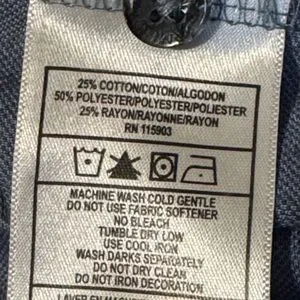 25% COTTON/COTON/ALGODON
50% POLYESTER/POLYESTER/POLIESTER
25% RAYON/RAYONNE/RAYON
RN 115903
MACHINE WASH COLD GENTLE
DO NOT USE FABRIC SOFTENER
NO BLEACH
TUMBLE DRY LOW
USE COOL IRON
WASH DARKS SEPARATELY
DO NOT DRY CLEAN
DO NOT IRON DECORATION